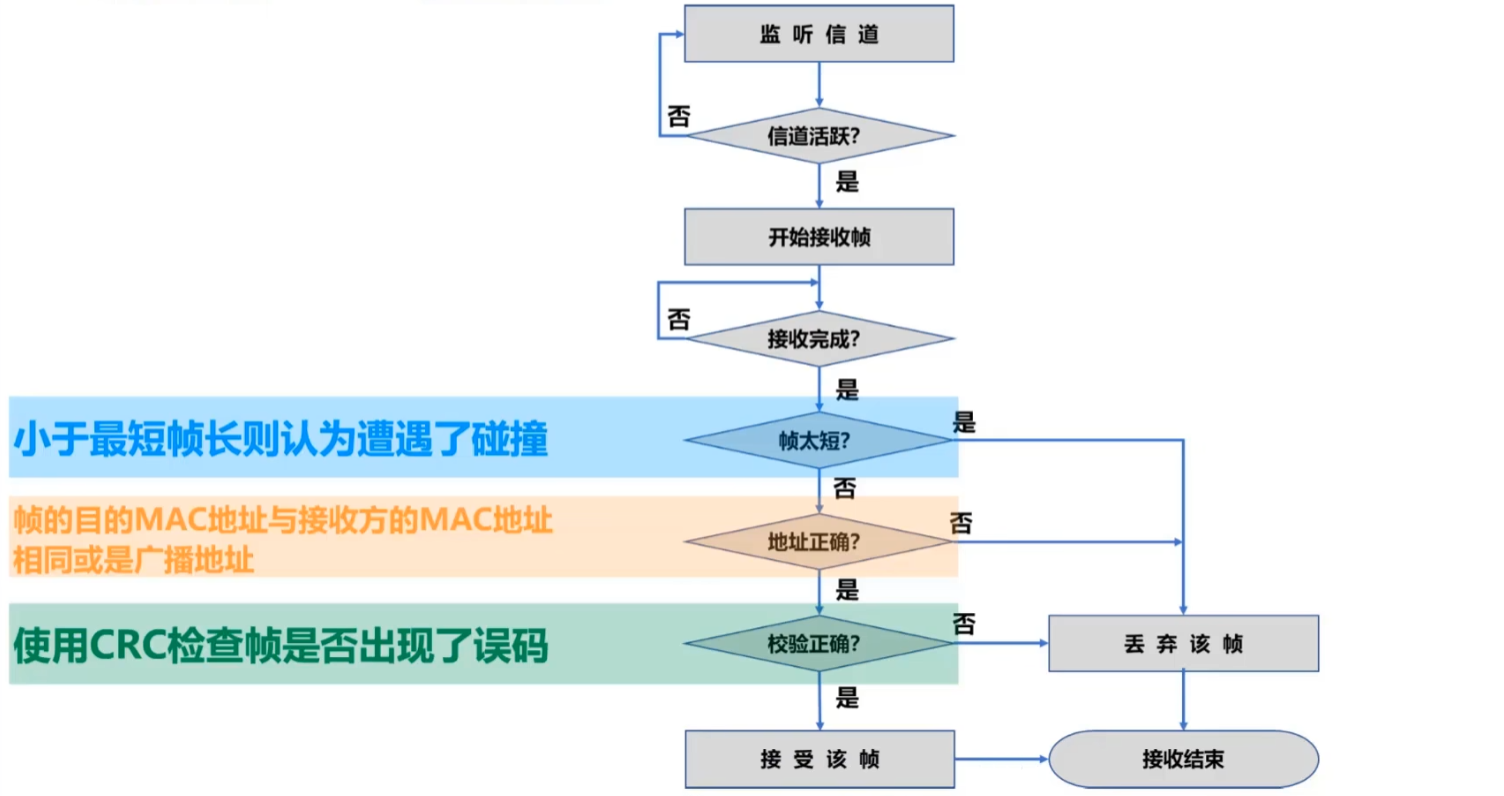 监 听 信 道
否
信道活跃?
是
开始接收帧
否
接收完成?
是
小于最短帧长则认为遭遇了碰撞
帧太短?
是
否
帧的目的MAC地址与接收方的MAC地址
相同或是广播地址
地址正确?
否
是
使用CRC检查帧是否出现了误码
校验正确?
否
丢 弃 该 帧
是
接 受 该 帧
接收结束